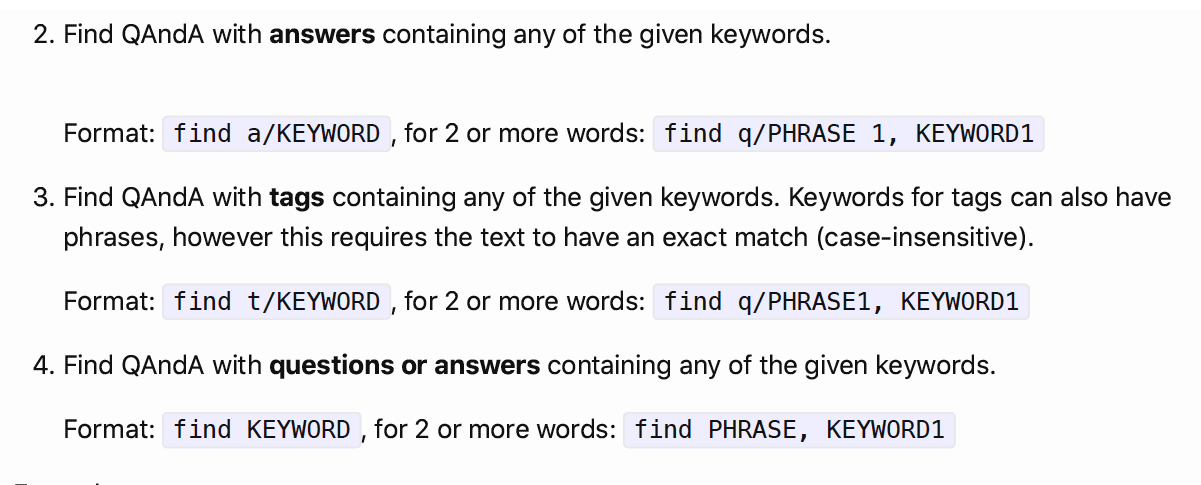 2. Find QAndA with answers containing any of the given keywords.
Format: find a/KEYWORD , for 2 or more words: find q/PHRASE 1, KEYWORD1
3. Find QAndA with tags containing any of the given keywords. Keywords for tags can also have
phrases, however this requires the text to have an exact match (case-insensitive).
Format: find t/KEYWORD , for 2 or more words: find q/PHRASE1, KEYWORD1
4. Find QAndA with questions or answers containing any of the given keywords.
Format: find KEYWORD , for 2 or more words: find PHRASE, KEYWORD1